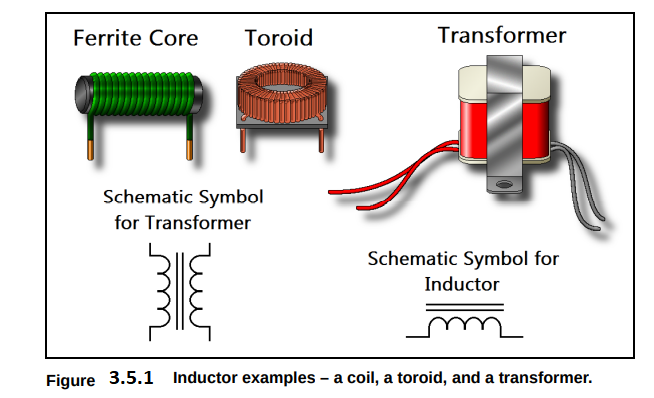 Ferrite Core
Toroid
Transformer
Schematic Symbol
for Transformer
Schematic Symbol for
Inductor
Figure 3.5.1 Inductor examples – a coil, a toroid, and a transformer.